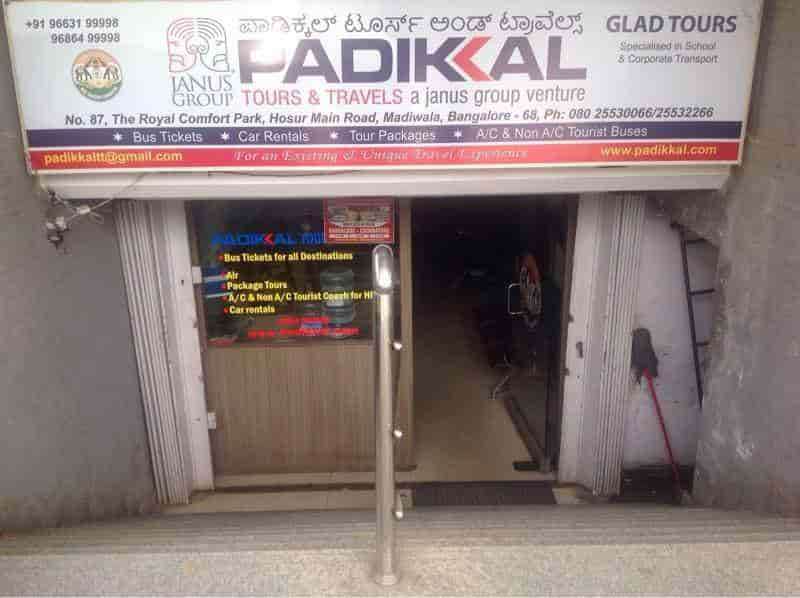 +91 96631 99998
96864 99998
JANUS
GROUP
ಪಾಡಿಕ್ಕಲ್ ಟೂರ್ಸ್ ಅಂಡ್ ಟ್ರಾವೆಲ್ಸ್
PADIKKAL
TOURS & TRAVELS a janus group venture
GLAD TOURS
Specialised in School
& Corporate Transport
No. 87, The Royal Comfort Park, Hosur Main Road, Madiwala, Bangalore - 68, Ph: 080 25530066/25532266
* Bus Tickets * Car Rentals * Tour Packages * A/C & Non A/C Tourist Buses
padikkaltt@gmail.com For an Exciting & Unique Travel Experience www.padikkal.com
PADIKKAL
• Bus Tickets for all Destinations
• Air
• Package Tours
• A/C & Non A/C Tourist Coach for HI
• Car rentals